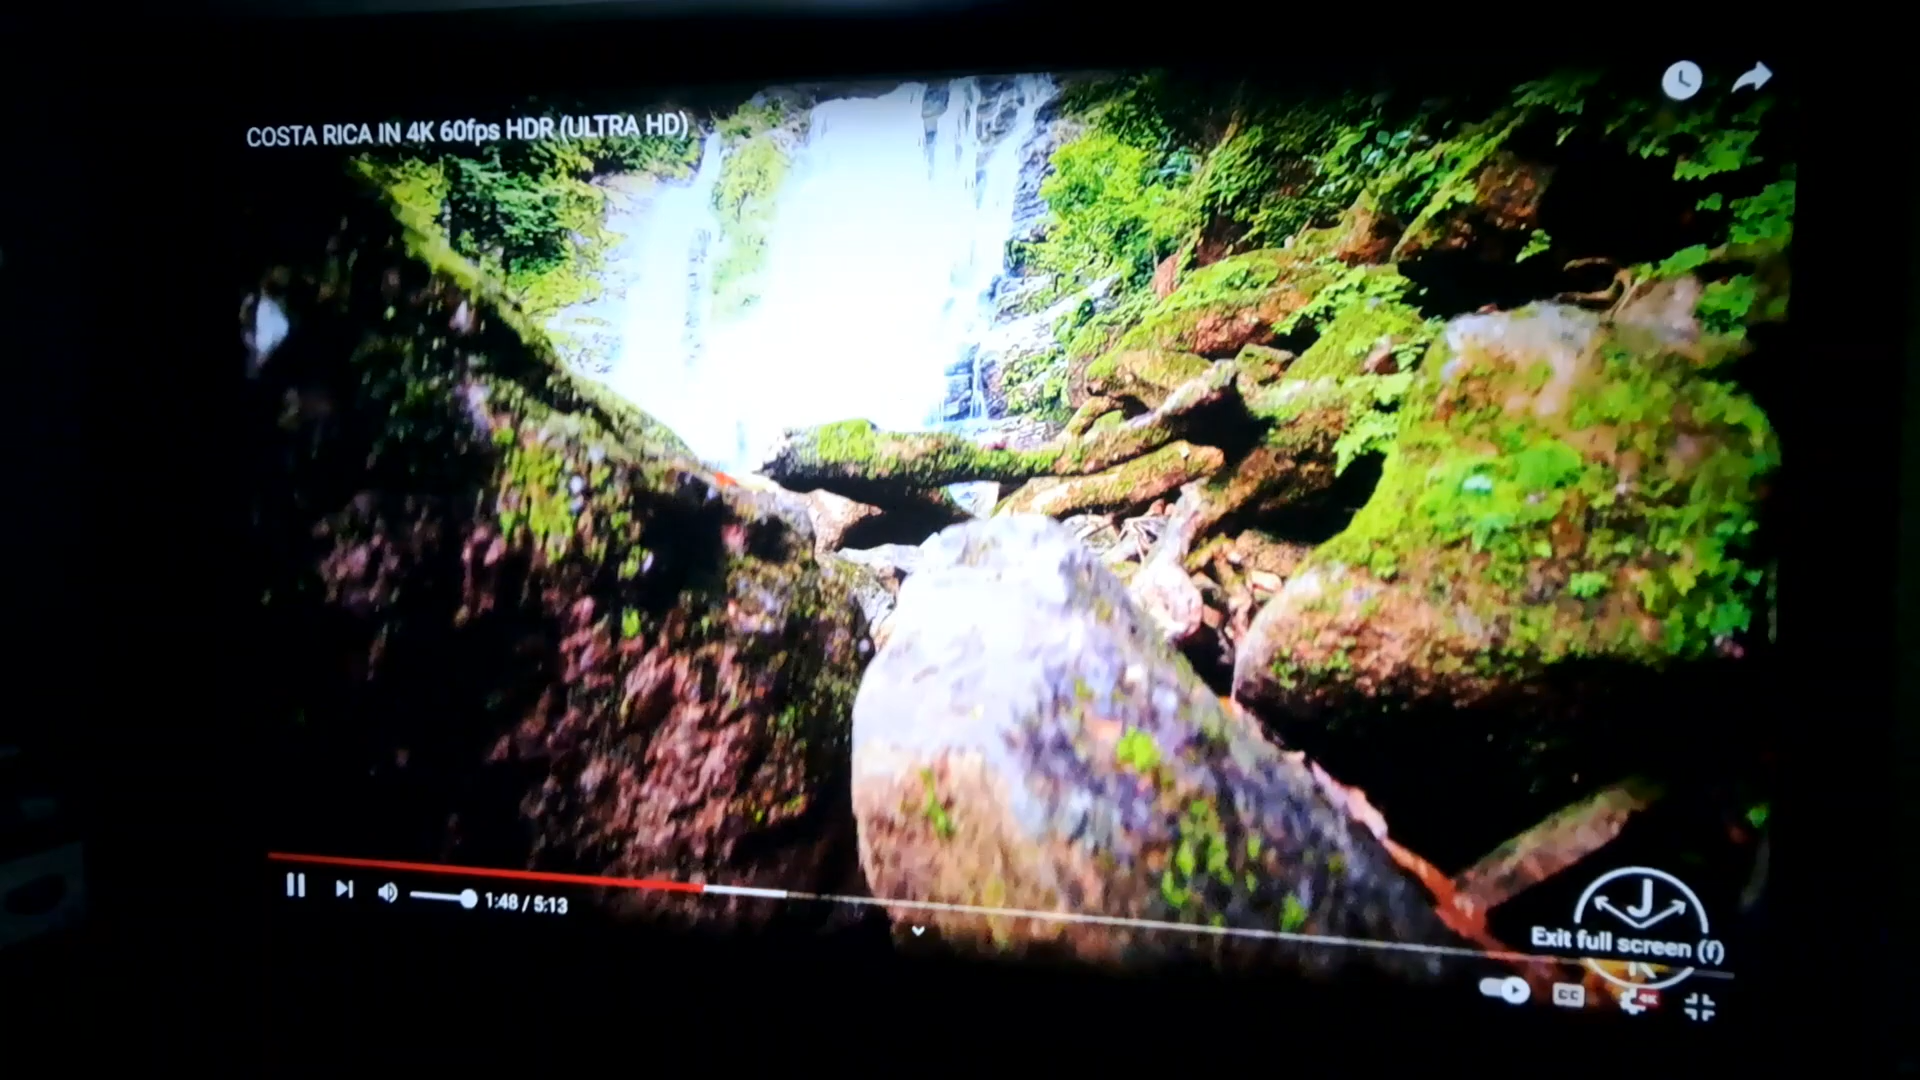 COSTA RICA IN 4K 60fps HDR (ULTRA HD)
1:48 / 5:13
J
Exit full screen (f)
K
CC
4K